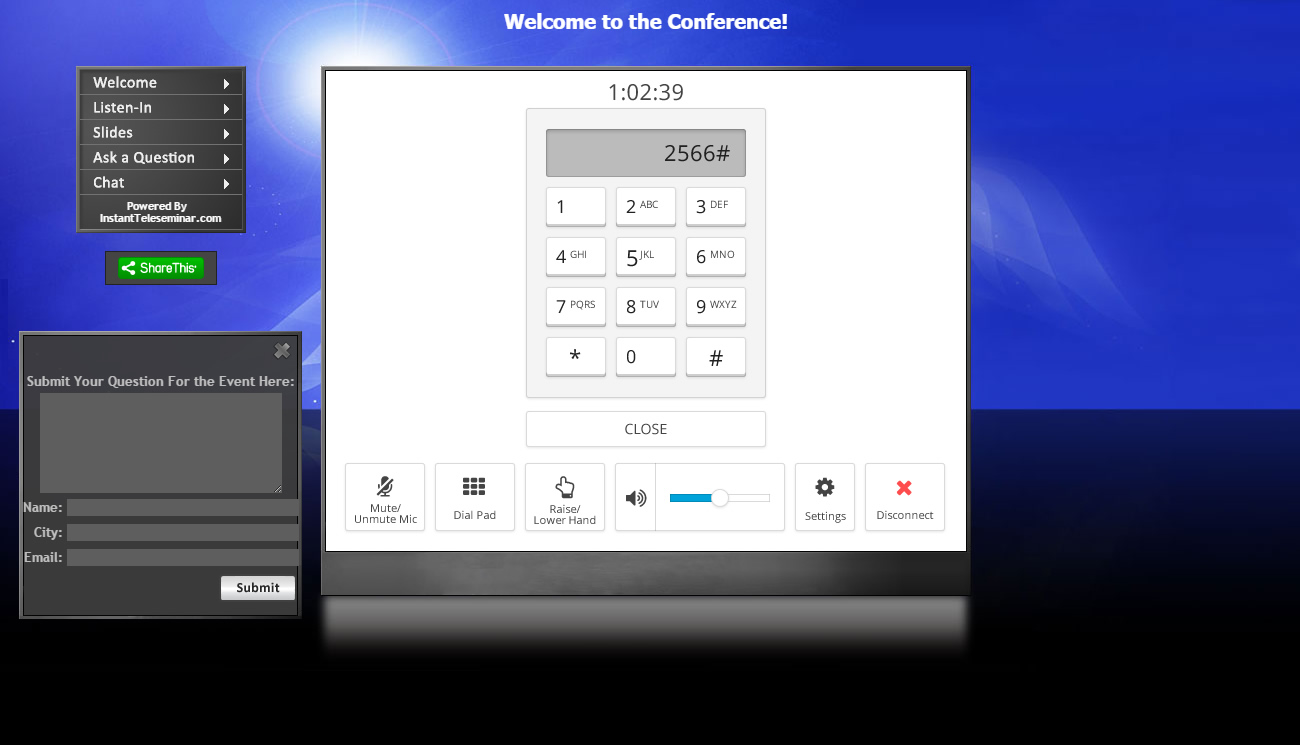 Welcome to the Conference!
Welcome
Listen-In
Slides
Ask a Question
Chat
Powered By
InstantTeleseminar.com
ShareThis
Submit Your Question For the Event Here:
Name:
City:
Email:
Submit
1:02:39
2566#
1 2 ABC 3 DEF
4 GHI 5 JKL 6 MNO
7 PQRS 8 TUV 9 WXYZ
* 0 #
CLOSE
Mute/
Unmute Mic
Dial Pad
Raise/
Lower Hand
Settings
Disconnect